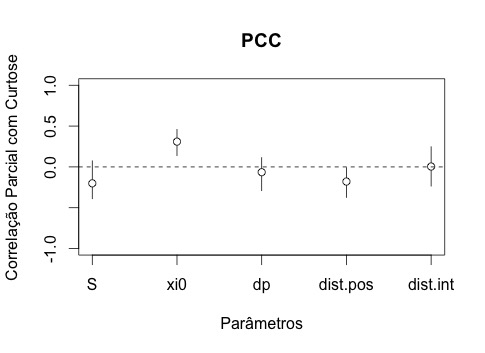 PCC
Correlação Parcial com Curtose
1.0
0.5
0.0
-1.0
S xi0 dp dist.pos dist.int
Parâmetros